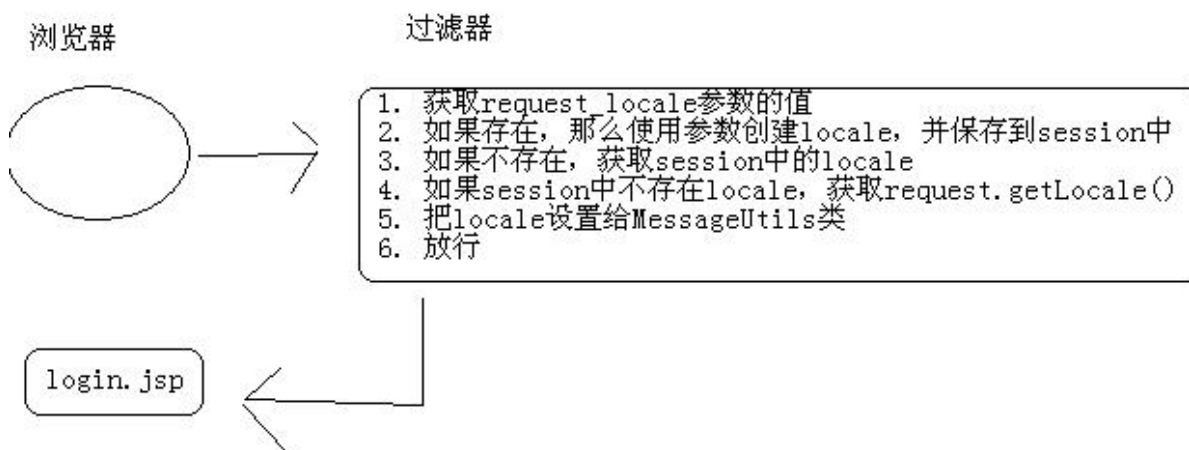 浏览器
过滤器
1. 获取request_locale参数的值
2. 如果存在，那么使用参数创建locale，并保存到session中
3. 如果不存在，获取session中的locale
4. 如果session中不存在locale，获取request.getLocale()
5. 把locale设置给MessageUtils类
6. 放行
login.jsp